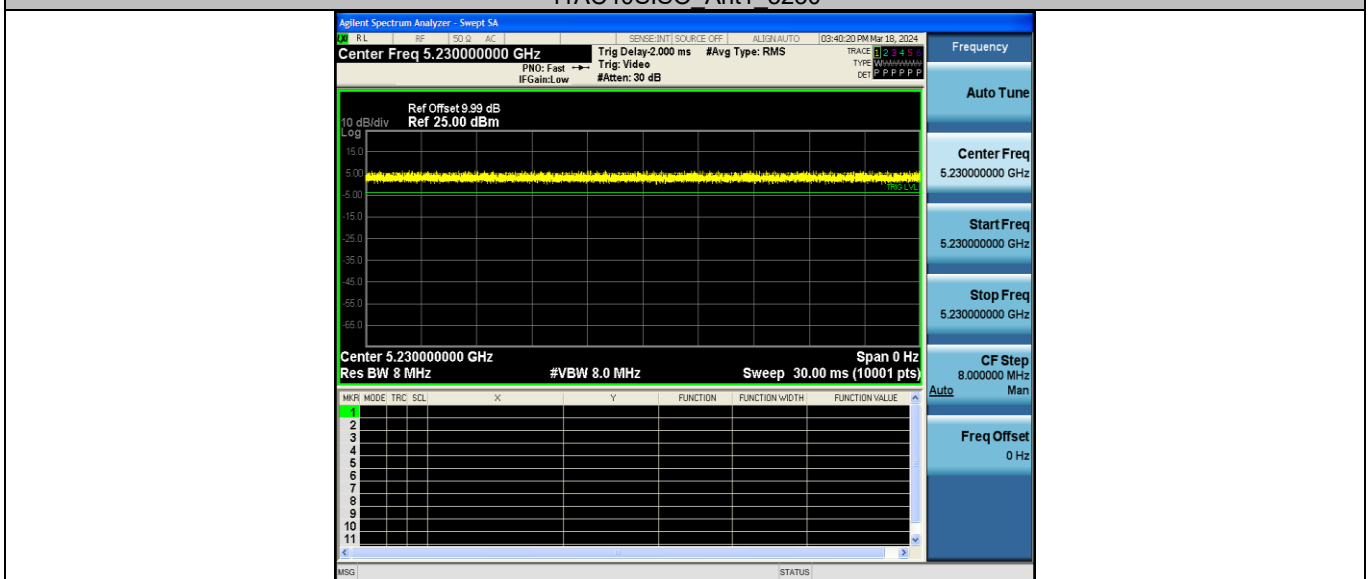 Agilent Spectrum Analyzer - Swept SA
RL RF 50 Ω AC SENSE:INT SOURCE OFF ALIGN AUTO 03:40:20 PM Mar 18, 2024
Center Freq 5.230000000 GHz
PNO: Fast
IFGain:Low
Trig Delay-2.000 ms
Trig: Video
#Atten: 30 dB
#Avg Type: RMS
TRACE 1 2 3 4 5 6
TYPE
DET P P P P P P
Ref Offset 9.99 dB
10 dB/div Ref 25.00 dBm
Log
15.0
5.00
TRIG LVL
-5.00
-15.0
-25.0
-35.0
-45.0
-55.0
-65.0
Center 5.230000000 GHz Span 0 Hz
Res BW 8 MHz #VBW 8.0 MHz Sweep 30.00 ms (10001 pts)
MKR MODE TRC SCL X Y FUNCTION FUNCTION WIDTH FUNCTION VALUE
1
2
3
4
5
6
7
8
9
10
11
MSG STATUS
Frequency
Auto Tune
Center Freq
5.230000000 GHz
Start Freq
5.230000000 GHz
Stop Freq
5.230000000 GHz
CF Step
8.000000 MHz
Auto Man
Freq Offset
0 Hz